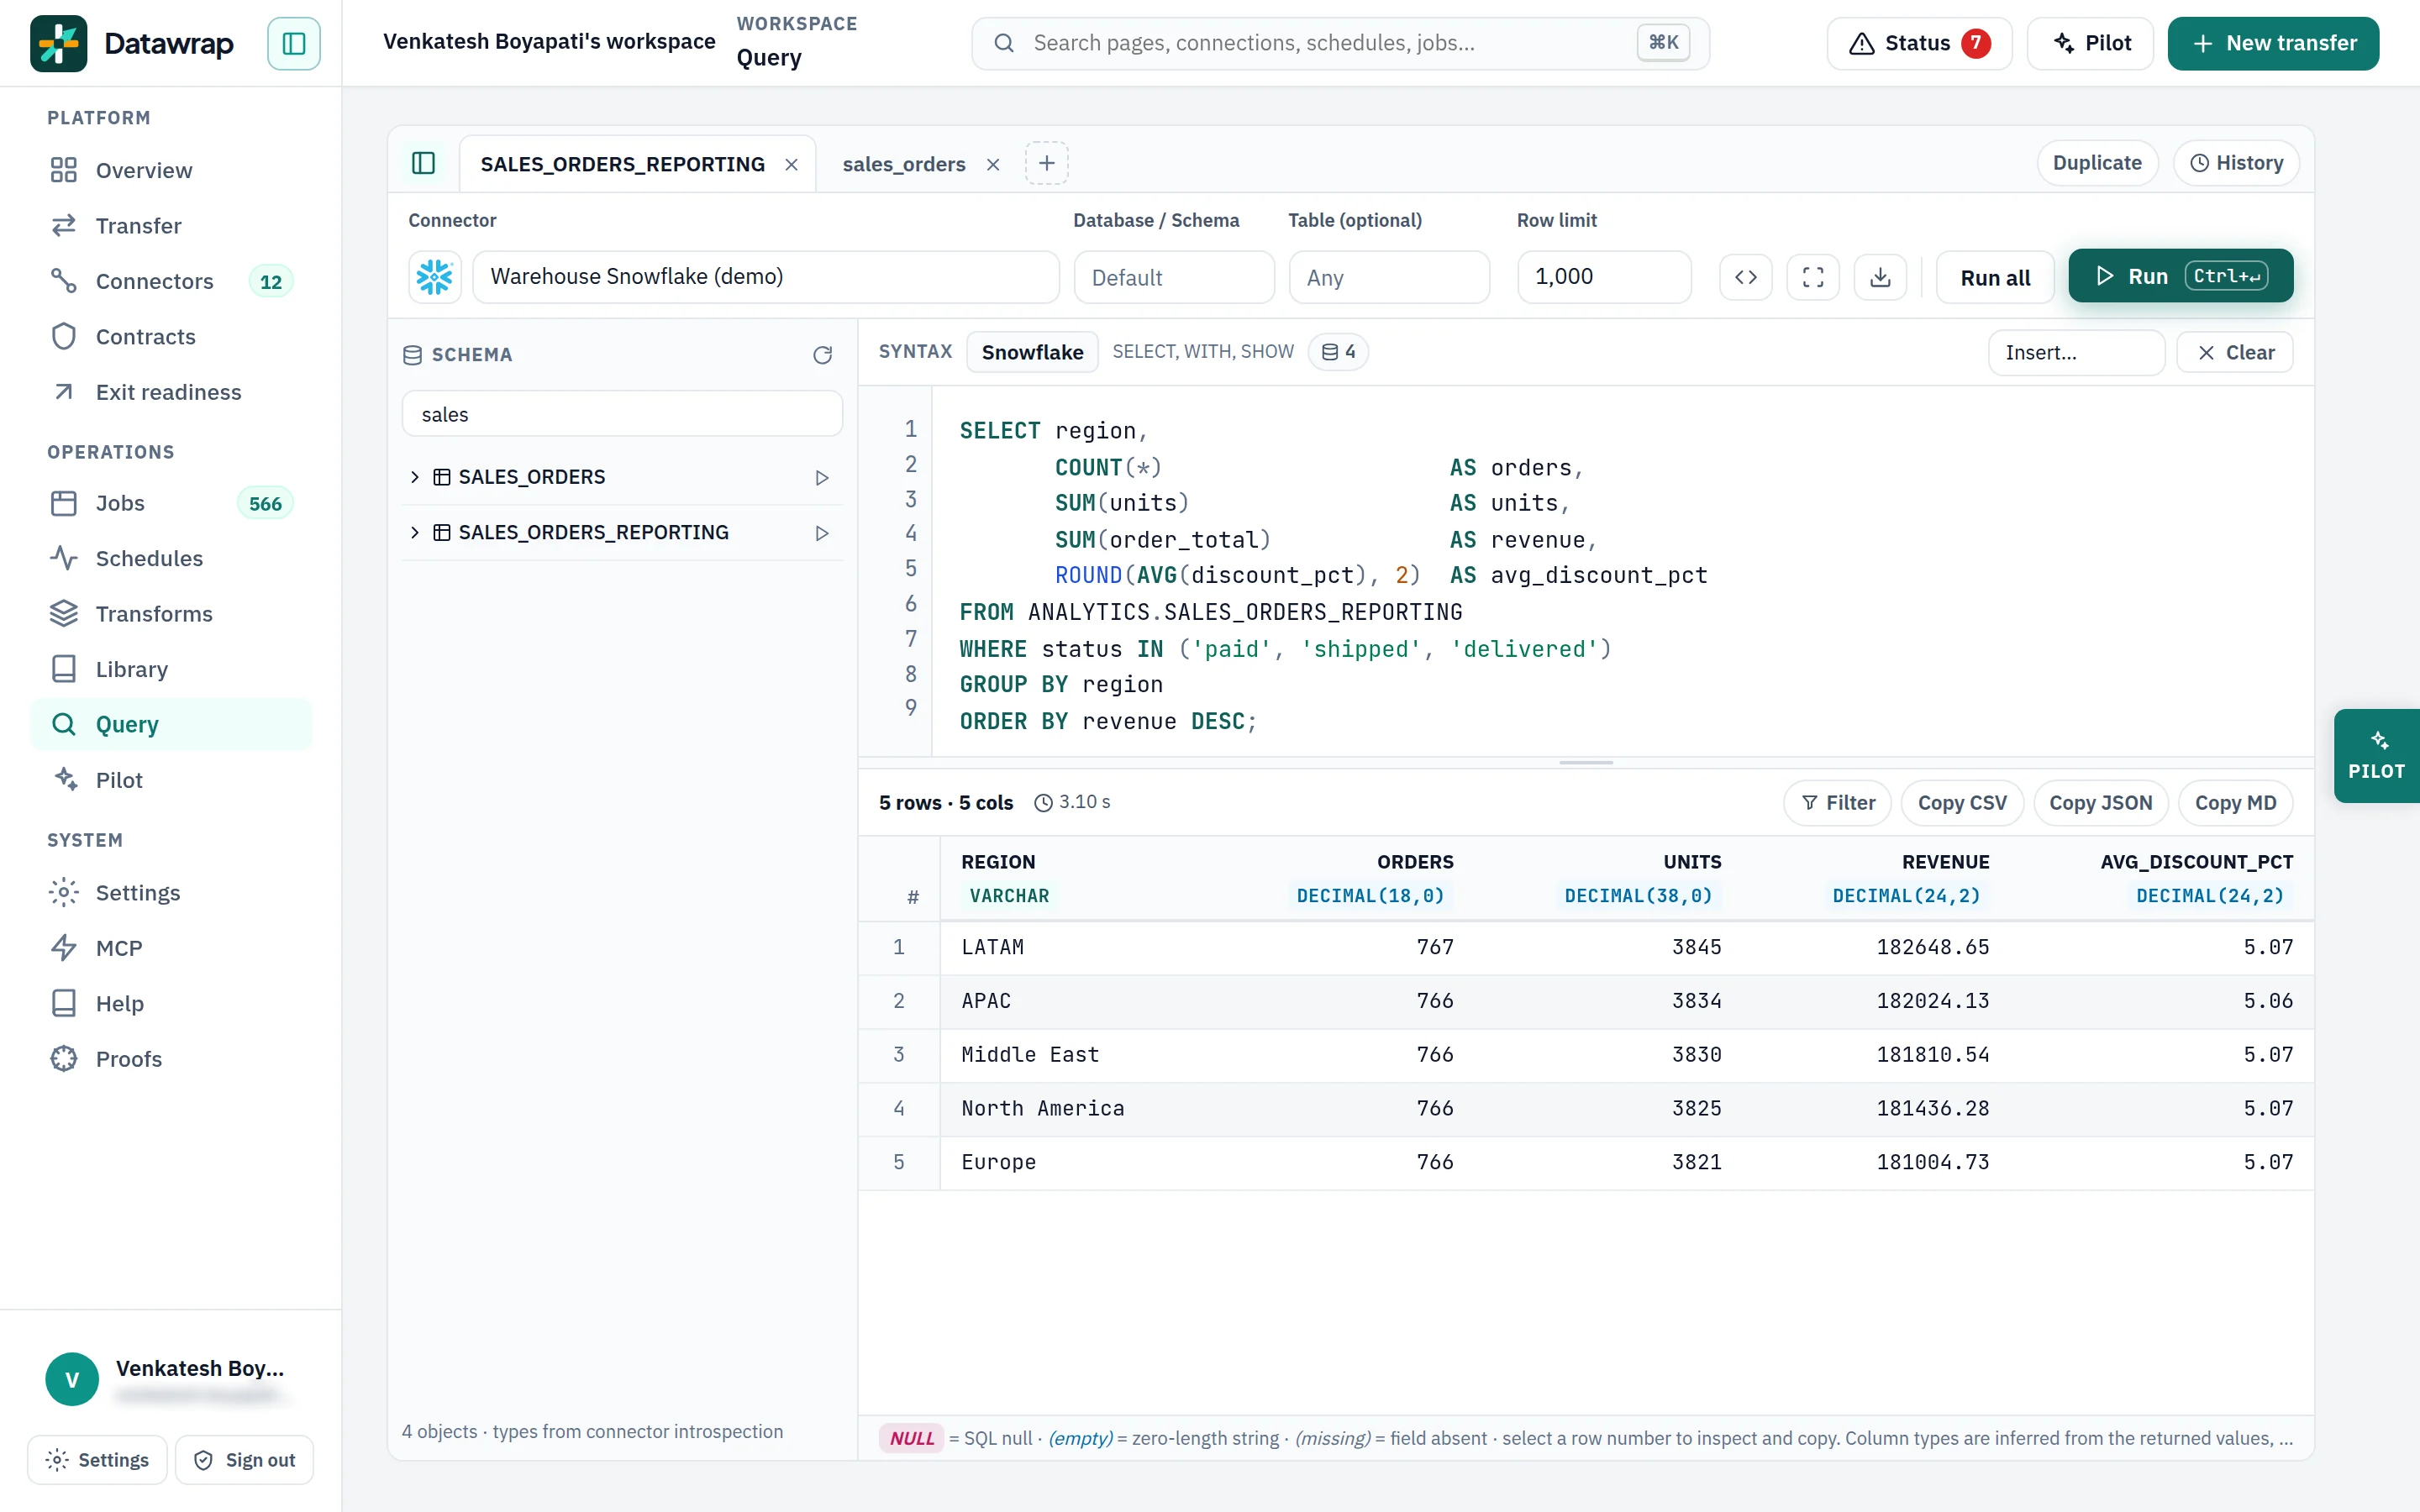 Datawrap
Venkatesh Boyapati's workspace
WORKSPACE
Query
Search pages, connections, schedules, jobs...
⌘K
Status 7
Pilot
New transfer
PLATFORM
Overview
Transfer
Connectors 12
Contracts
Exit readiness
OPERATIONS
Jobs 566
Schedules
Transforms
Library
Query
Pilot
SYSTEM
Settings
MCP
Help
Proofs
V
Venkatesh Boy...
Settings
Sign out
SALES_ORDERS_REPORTING
sales_orders
Duplicate
History
Connector
Database / Schema
Table (optional)
Row limit
Warehouse Snowflake (demo)
Default
Any
1,000
Run all
Run Ctrl+↵
SCHEMA
sales
SALES_ORDERS
SALES_ORDERS_REPORTING
4 objects · types from connector introspection
SYNTAX Snowflake SELECT, WITH, SHOW 4
Insert...
Clear
1 SELECT region,
2 COUNT(*) AS orders,
3 SUM(units) AS units,
4 SUM(order_total) AS revenue,
5 ROUND(AVG(discount_pct), 2) AS avg_discount_pct
6 FROM ANALYTICS.SALES_ORDERS_REPORTING
7 WHERE status IN ('paid', 'shipped', 'delivered')
8 GROUP BY region
9 ORDER BY revenue DESC;
5 rows · 5 cols 3.10 s
Filter
Copy CSV
Copy JSON
Copy MD
REGION ORDERS UNITS REVENUE AVG_DISCOUNT_PCT
# VARCHAR DECIMAL(18,0) DECIMAL(38,0) DECIMAL(24,2) DECIMAL(24,2)
1 LATAM 767 3845 182648.65 5.07
2 APAC 766 3834 182024.13 5.06
3 Middle East 766 3830 181810.54 5.07
4 North America 766 3825 181436.28 5.07
5 Europe 766 3821 181004.73 5.07
NULL = SQL null · (empty) = zero-length string · (missing) = field absent · select a row number to inspect and copy. Column types are inferred from the returned values, ...
PILOT